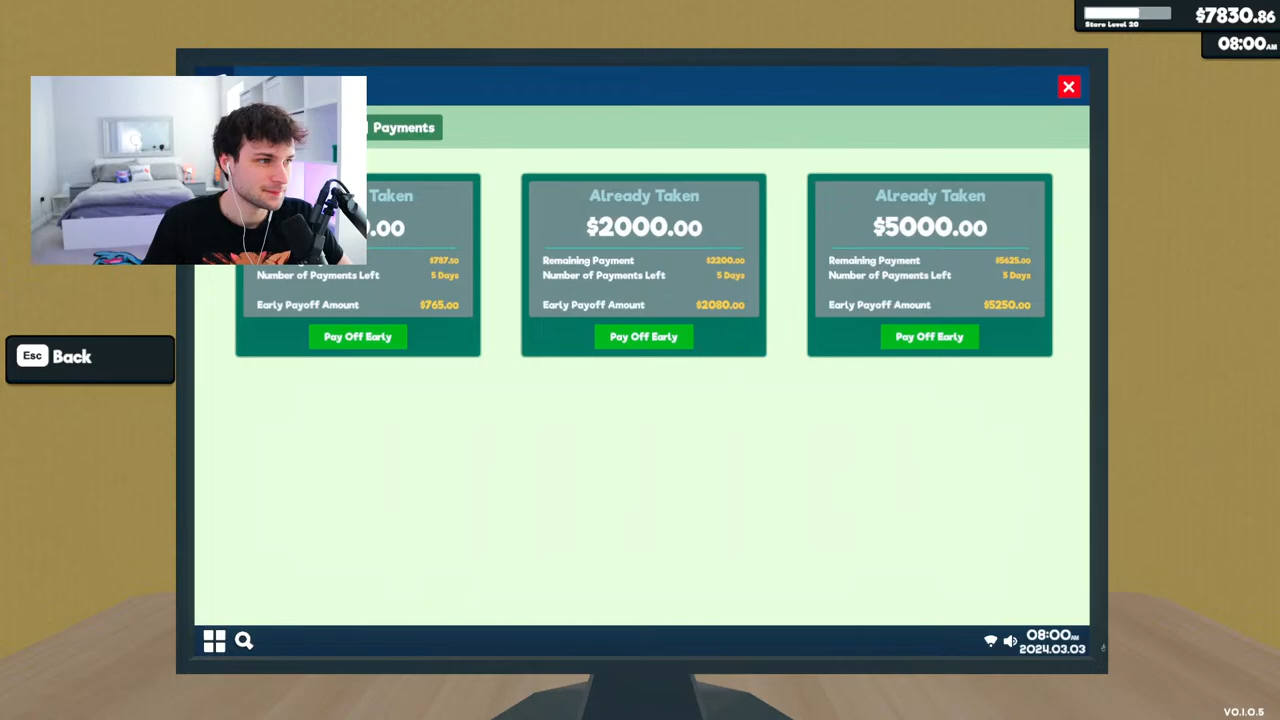 $7830.86
Store Level 20
08:00AM
Payments
Taken
.00
Remaining Payment
$787.50
Number of Payments Left
5 Days
Early Payoff Amount
$765.00
Pay Off Early
Already Taken
$2000.00
Remaining Payment
$2200.00
Number of Payments Left
5 Days
Early Payoff Amount
$2080.00
Pay Off Early
Already Taken
$5000.00
Remaining Payment
$5625.00
Number of Payments Left
5 Days
Early Payoff Amount
$5250.00
Pay Off Early
Esc Back
08:00AM
2024.03.03
V0.1.0.5